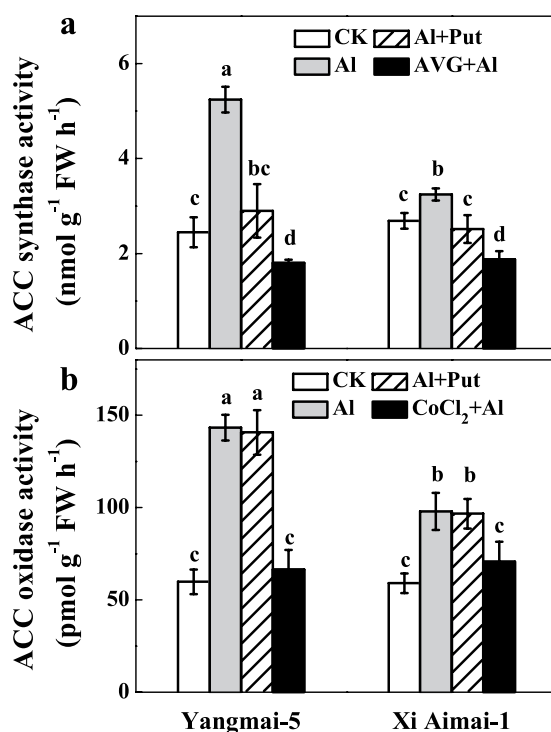 a
CK Al+Put
Al AVG+Al
ACC synthase activity
(nmol g⁻¹ FW h⁻¹)
6
4
2
0
c a bc d c b c d
b
CK Al+Put
Al CoCl₂+Al
ACC oxidase activity
(pmol g⁻¹ FW h⁻¹)
150
100
50
0
c a a c c b b c
Yangmai-5 Xi Aimai-1